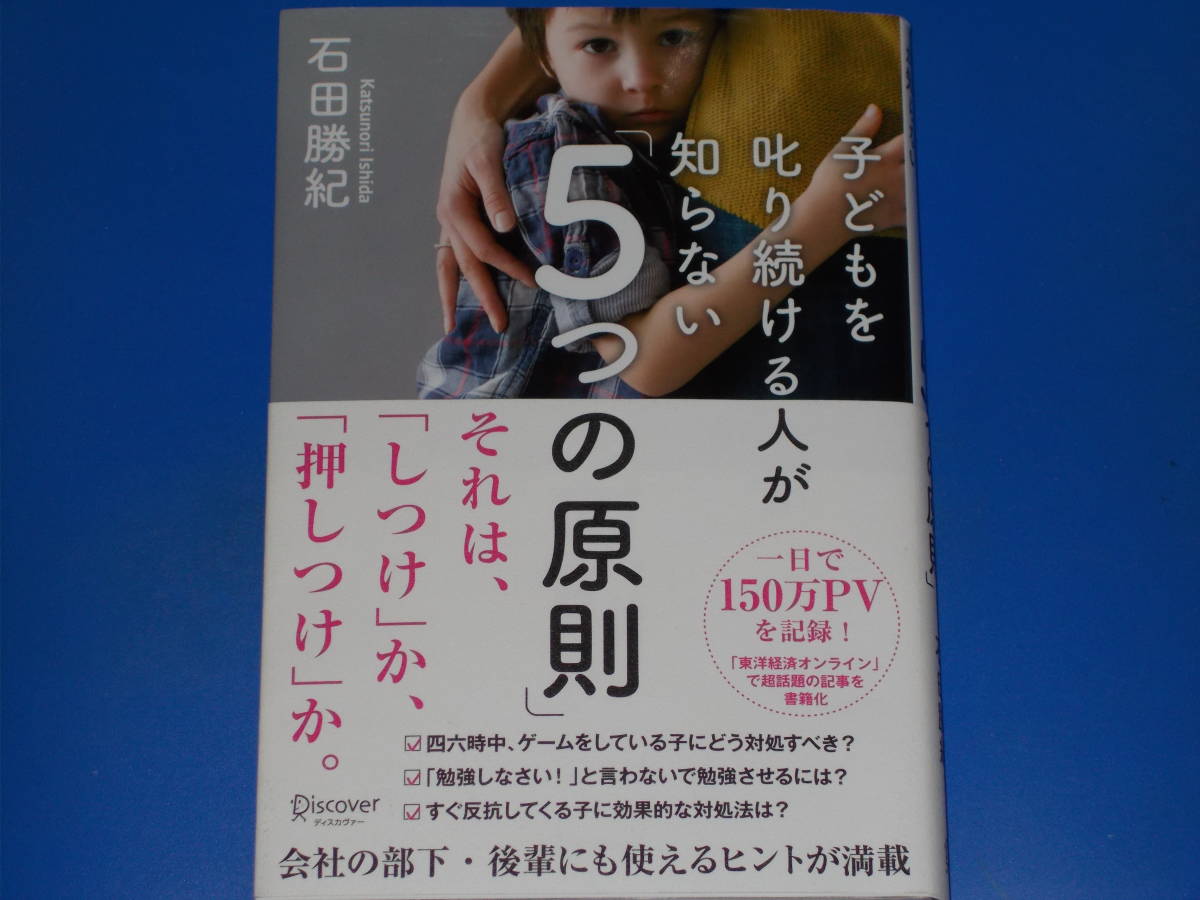 子どもを
叱り続ける人が
知らない
「5つの原則」
石田勝紀
Katsunori Ishida
それは、
「しつけ」か、
「押しつけ」か。
一日で
150万PV
を記録！
「東洋経済オンライン」
で超話題の記事を
書籍化
四六時中、ゲームをしている子にどう対処すべき？
「勉強しなさい！」と言わないで勉強させるには？
すぐ反抗してくる子に効果的な対処法は？
Discover
ディスカヴァー
会社の部下・後輩にも使えるヒントが満載